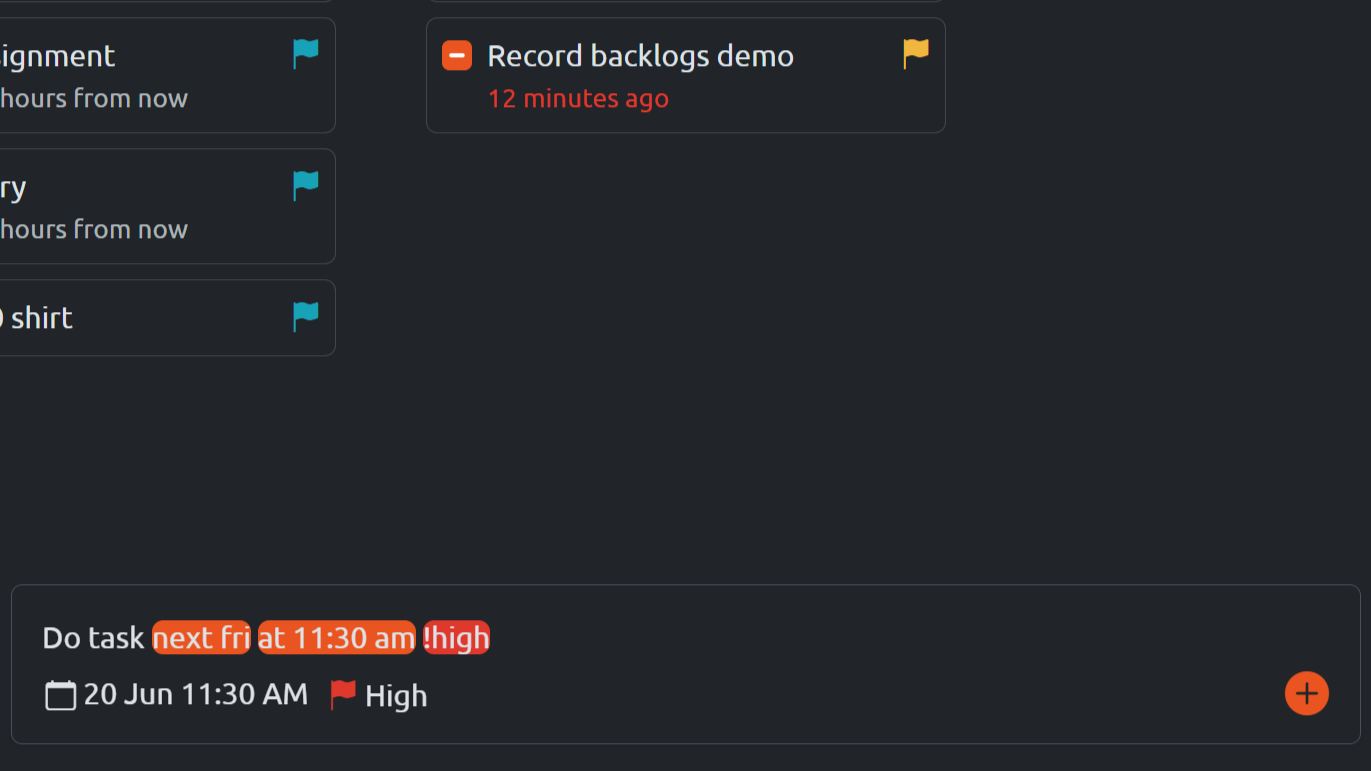 ignment
hours from now
ry
hours from now
shirt
Record backlogs demo
12 minutes ago
Do task next fri at 11:30 am !high
20 Jun 11:30 AM High